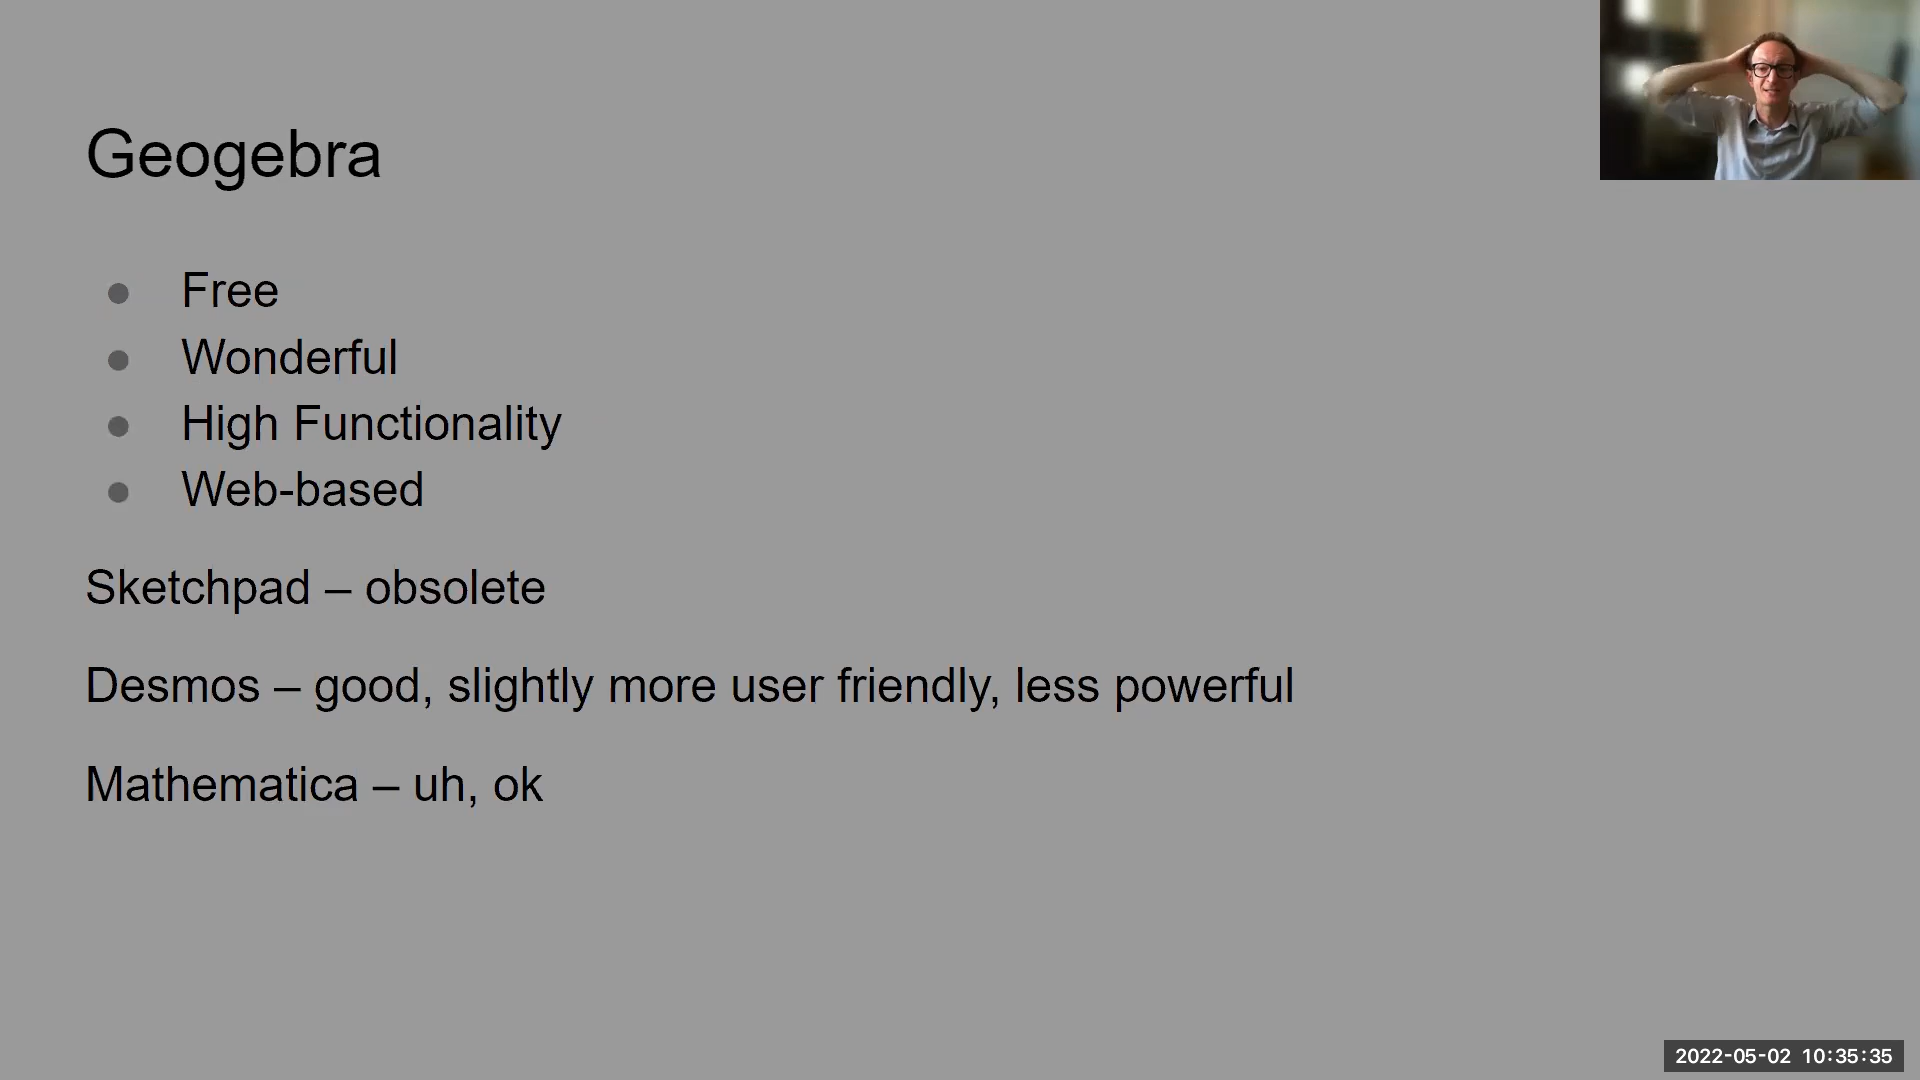 Geogebra
Free
Wonderful
High Functionality
Web-based
Sketchpad – obsolete
Desmos – good, slightly more user friendly, less powerful
Mathematica – uh, ok
2022-05-02 10:35:35